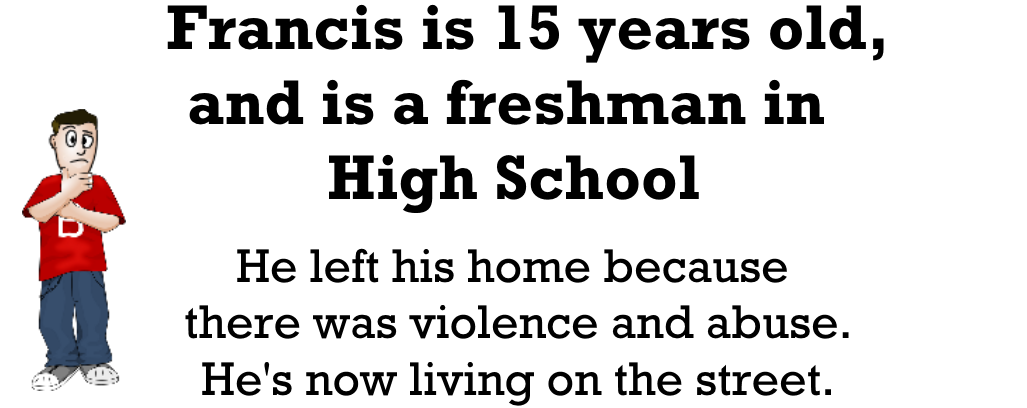 Francis is 15 years old,
and is a freshman in
High School
He left his home because
there was violence and abuse.
He's now living on the street.
B